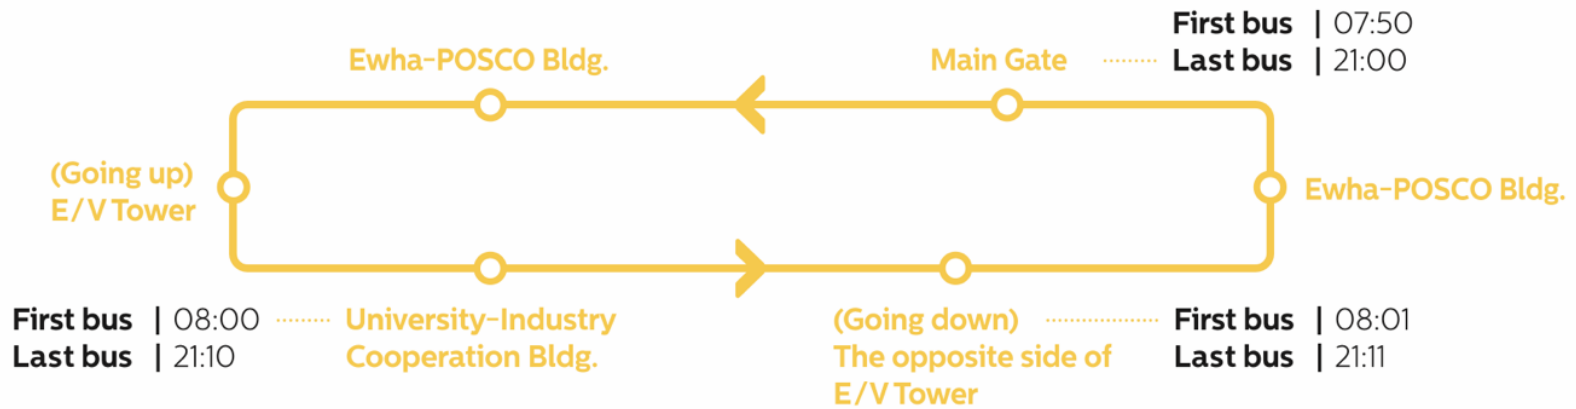 First bus | 07:50
Ewha-POSCO Bldg.
Main Gate
Last bus | 21:00
(Going up)
E/V Tower
Ewha-POSCO Bldg.
First bus | 08:00
University-Industry
(Going down)
First bus | 08:01
Last bus | 21:10
Cooperation Bldg.
The opposite side of
Last bus | 21:11
E/V Tower